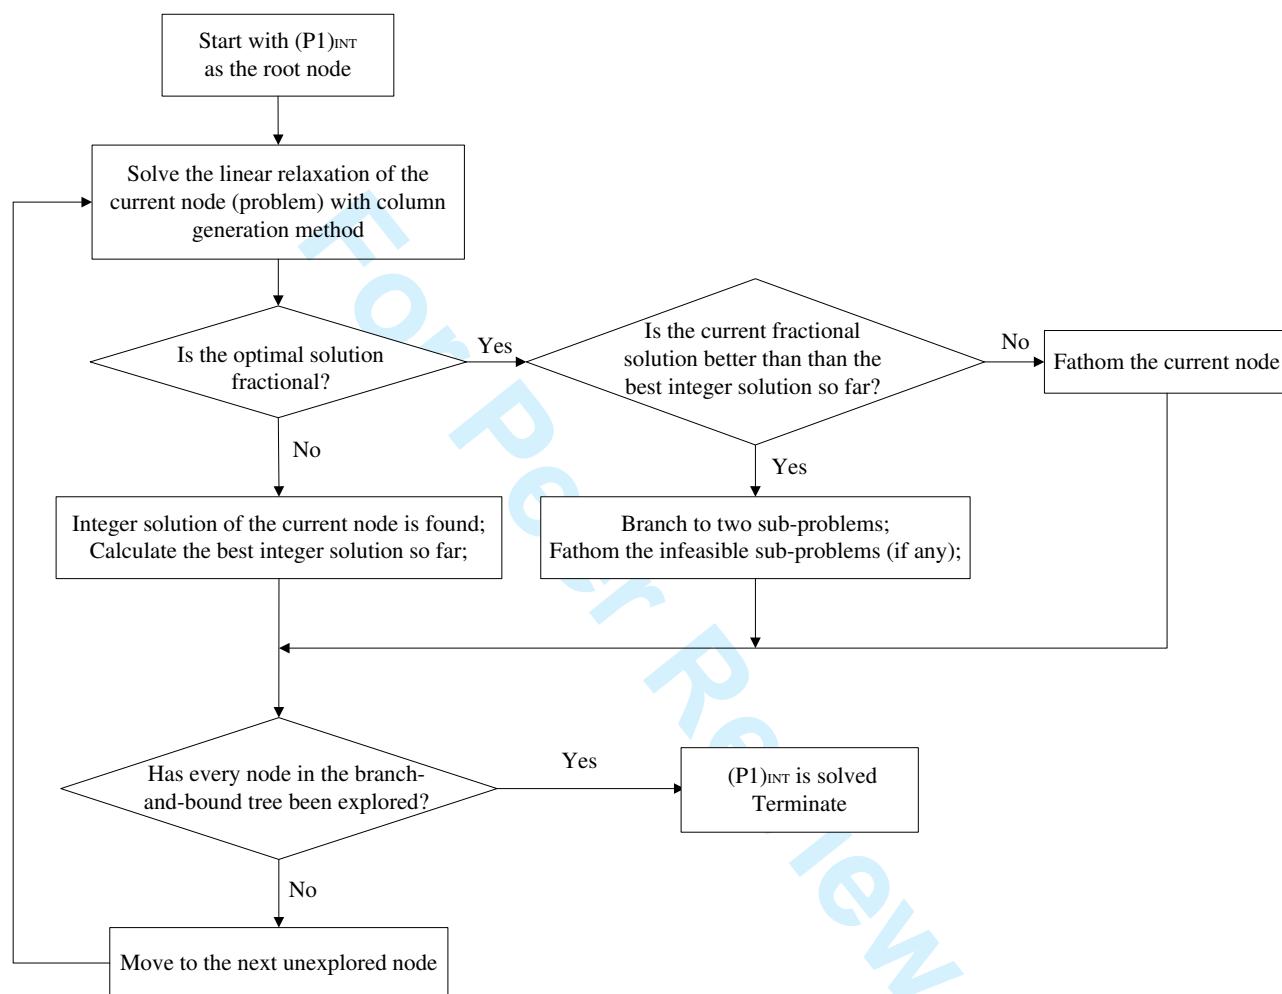 Start with (P1)INT
as the root node
Solve the linear relaxation of the
current node (problem) with column
generation method
Is the optimal solution
fractional?
Yes
Is the current fractional
solution better than than the
best integer solution so far?
No
Fathom the current node
No
Yes
Integer solution of the current node is found;
Calculate the best integer solution so far;
Branch to two sub-problems;
Fathom the infeasible sub-problems (if any);
Has every node in the branch-
and-bound tree been explored?
Yes
(P1)INT is solved
Terminate
No
Move to the next unexplored node
For Peer Review